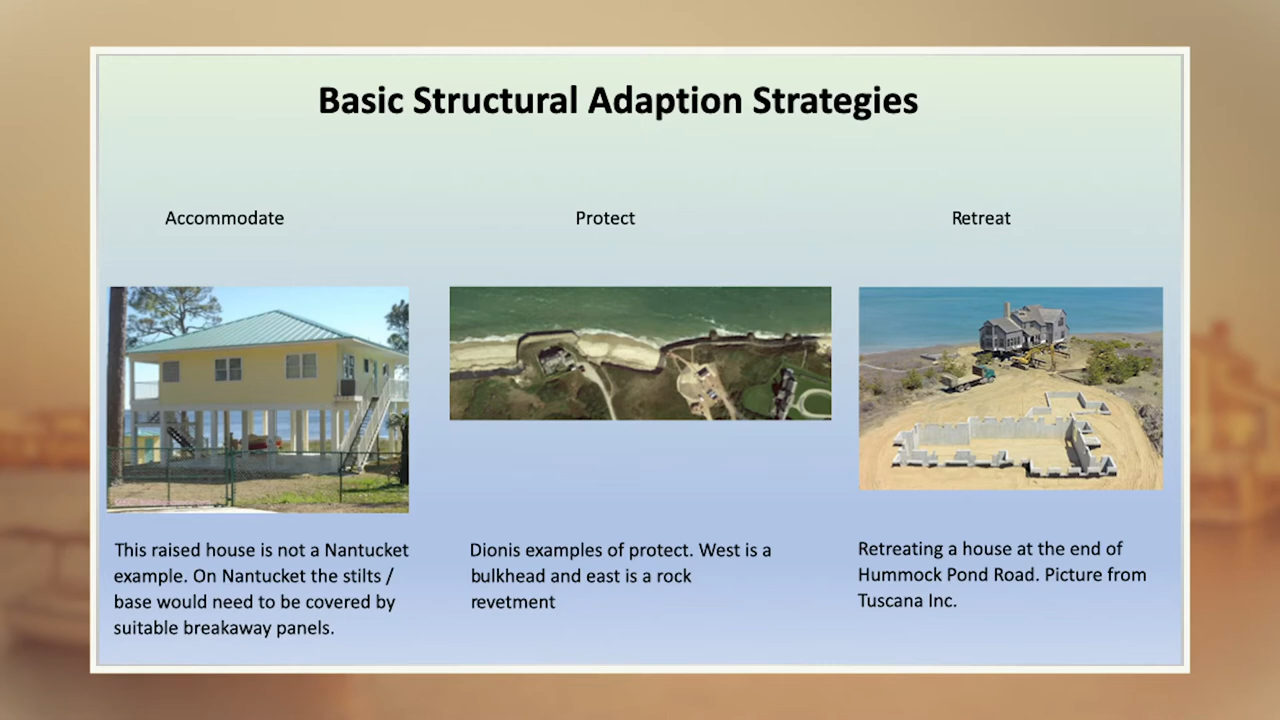 Basic Structural Adaption Strategies
Accommodate
Protect
Retreat
This raised house is not a Nantucket
example. On Nantucket the stilts /
base would need to be covered by
suitable breakaway panels.
Dionis examples of protect. West is a
bulkhead and east is a rock
revetment
Retreating a house at the end of
Hummock Pond Road. Picture from
Tuscana Inc.